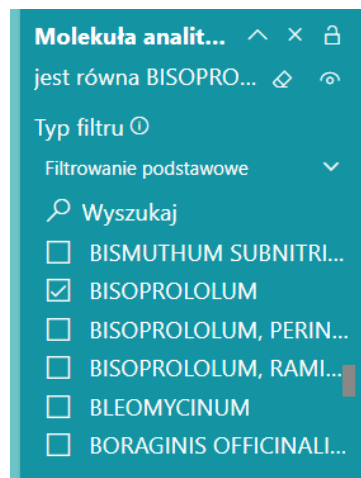 Molekuła analit...
jest równa BISOPRO...
Typ filtru
Filtrowanie podstawowe
Wyszukaj
BISMUTHUM SUBNITRI...
BISOPROLOLUM
BISOPROLOLUM, PERIN...
BISOPROLOLUM, RAMI...
BLEOMYCINUM
BORAGINIS OFFICINALI...